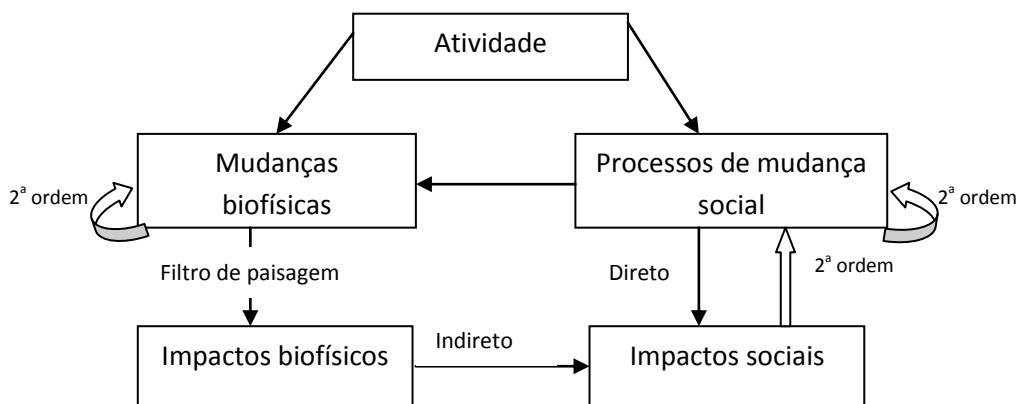 Atividade
Mudanças
biofísicas
Processos de mudança
social
2ª ordem
2ª ordem
Filtro de paisagem
Direto
2ª ordem
Impactos biofísicos
Indireto
Impactos sociais